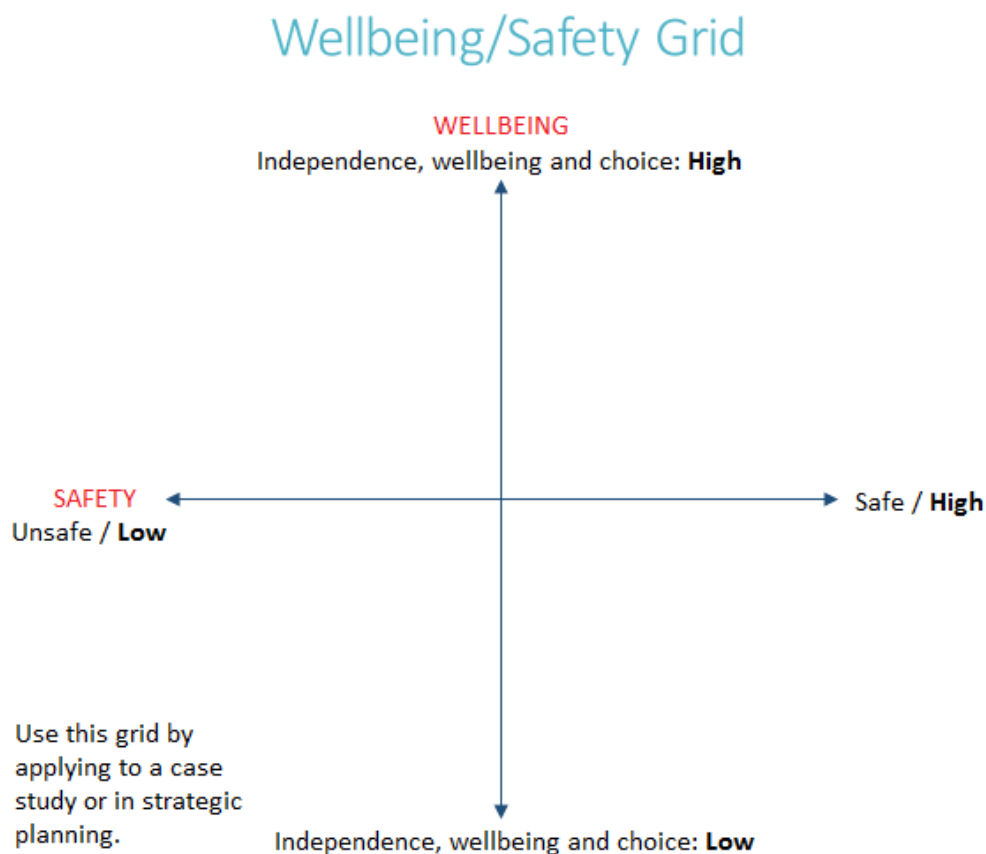 Wellbeing/Safety Grid
WELLBEING
Independence, wellbeing and choice: High
SAFETY
Unsafe / Low
Safe / High
Use this grid by
applying to a case
study or in strategic
planning.
Independence, wellbeing and choice: Low